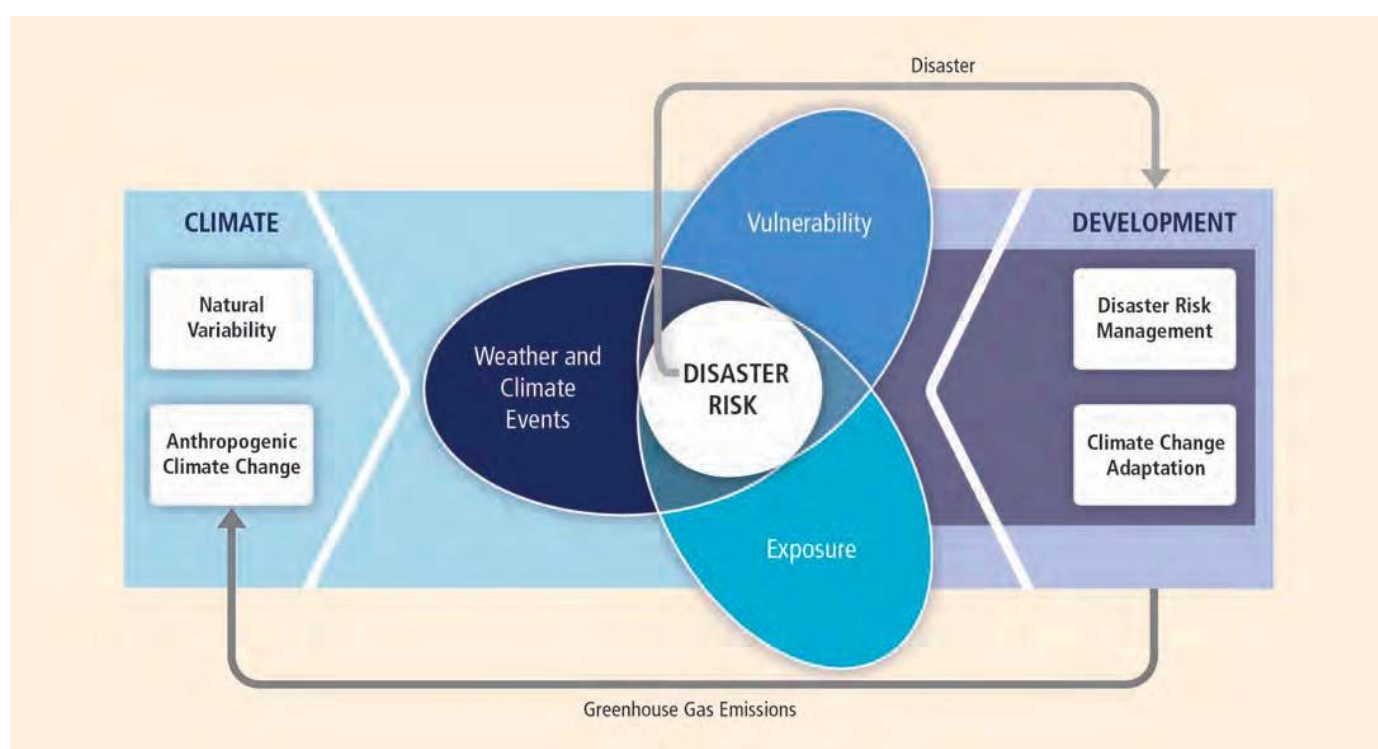 Disaster
CLIMATE
Natural
Variability
Anthropogenic
Climate Change
Weather and
Climate
Events
Vulnerability
DISASTER
RISK
Exposure
DEVELOPMENT
Disaster Risk
Management
Climate Change
Adaptation
Greenhouse Gas Emissions